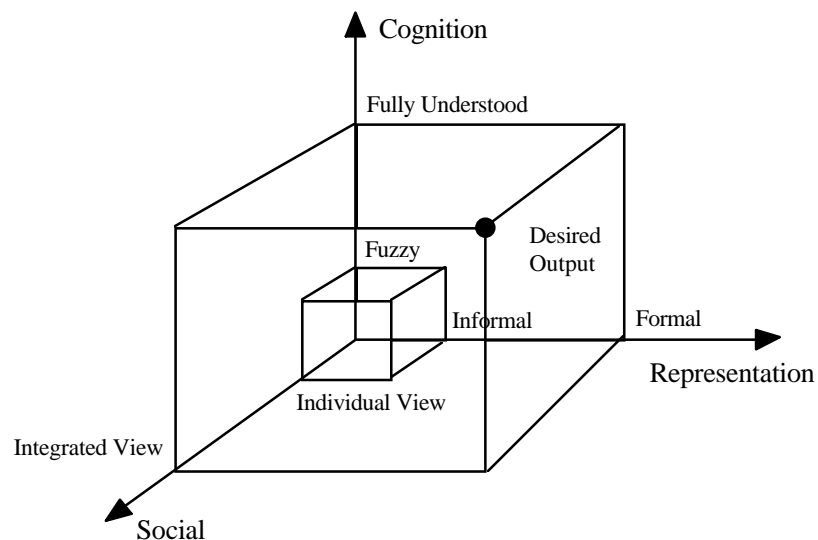 Cognition
Fully Understood
Desired
Output
Fuzzy
Informal
Formal
Representation
Individual View
Integrated View
Social